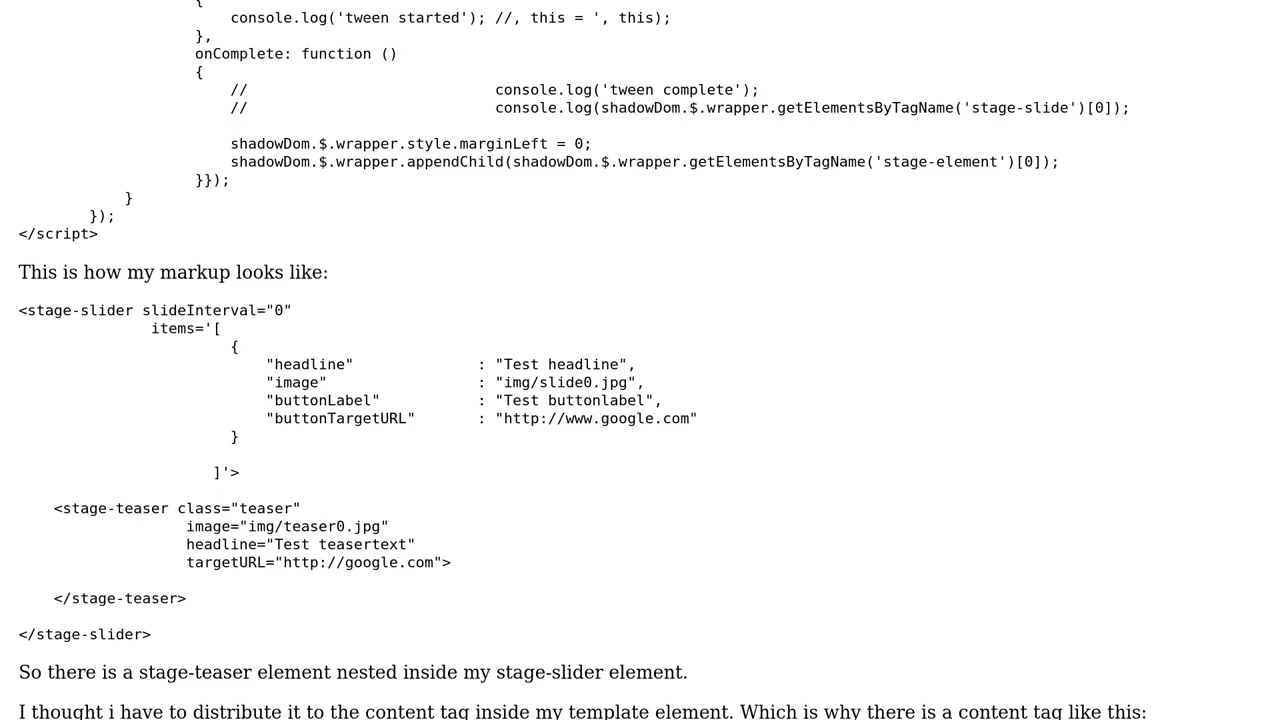 {
console.log('tween started'); //, this = ', this);
},
onComplete: function ()
{
// console.log('tween complete');
// console.log(shadowDom.$.wrapper.getElementsByTagName('stage-slide')[0]);
shadowDom.$.wrapper.style.marginLeft = 0;
shadowDom.$.wrapper.appendChild(shadowDom.$.wrapper.getElementsByTagName('stage-element')[0]);
}});
}
});
</script>
This is how my markup looks like:
<stage-slider slideInterval="0"
items='[
{
"headline" : "Test headline",
"image" : "img/slide0.jpg",
"buttonLabel" : "Test buttonlabel",
"buttonTargetURL" : "http://www.google.com"
}
]'>
<stage-teaser class="teaser"
image="img/teaser0.jpg"
headline="Test teasertext"
targetURL="http://google.com">
</stage-teaser>
</stage-slider>
So there is a stage-teaser element nested inside my stage-slider element.
I thought i have to distribute it to the content tag inside my template element. Which is why there is a content tag like this: